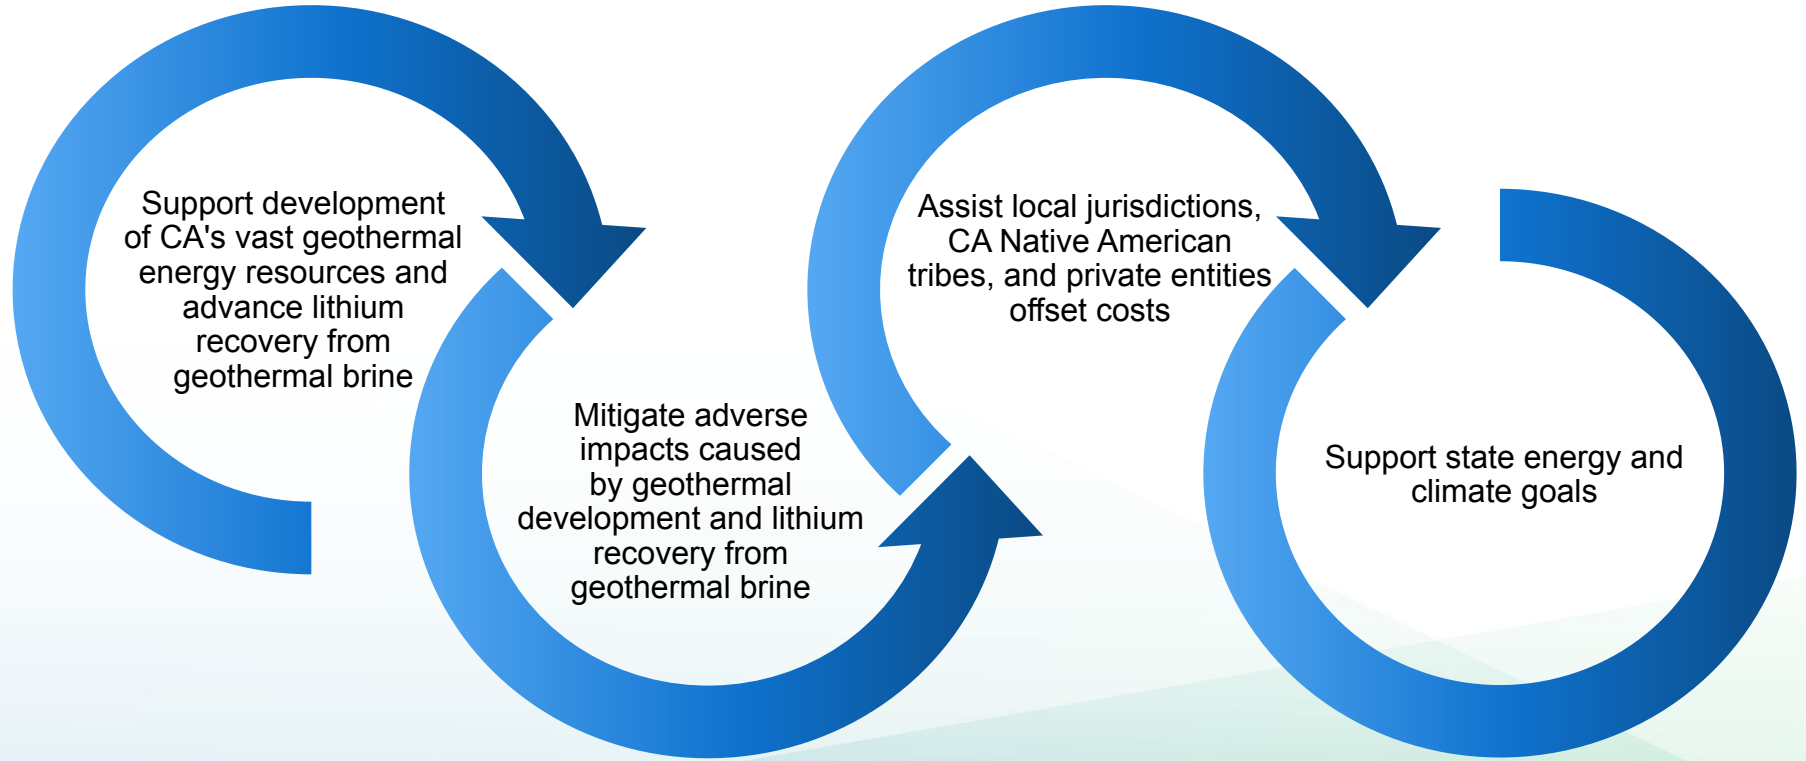 Support development
of CA's vast geothermal
energy resources and
advance lithium
recovery from
geothermal brine
Mitigate adverse
impacts caused
by geothermal
development and lithium
recovery from
geothermal brine
Assist local jurisdictions,
CA Native American
tribes, and private entities
offset costs
Support state energy and
climate goals